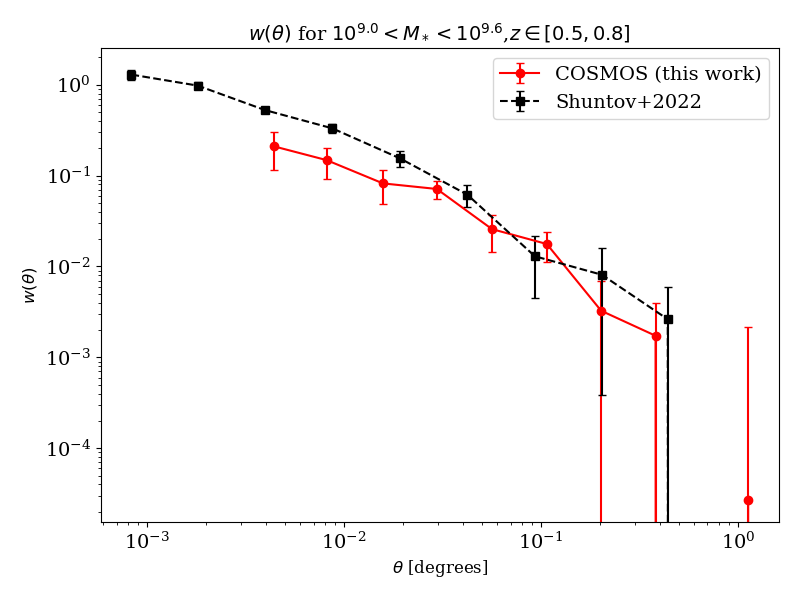 w(θ) for 10^9.0 < M_* < 10^9.6, z ∈ [0.5, 0.8]
COSMOS (this work)
Shuntov+2022
10^0
10^-1
10^-2
10^-3
10^-4
w(θ)
10^-3 10^-2 10^-1 10^0
θ [degrees]